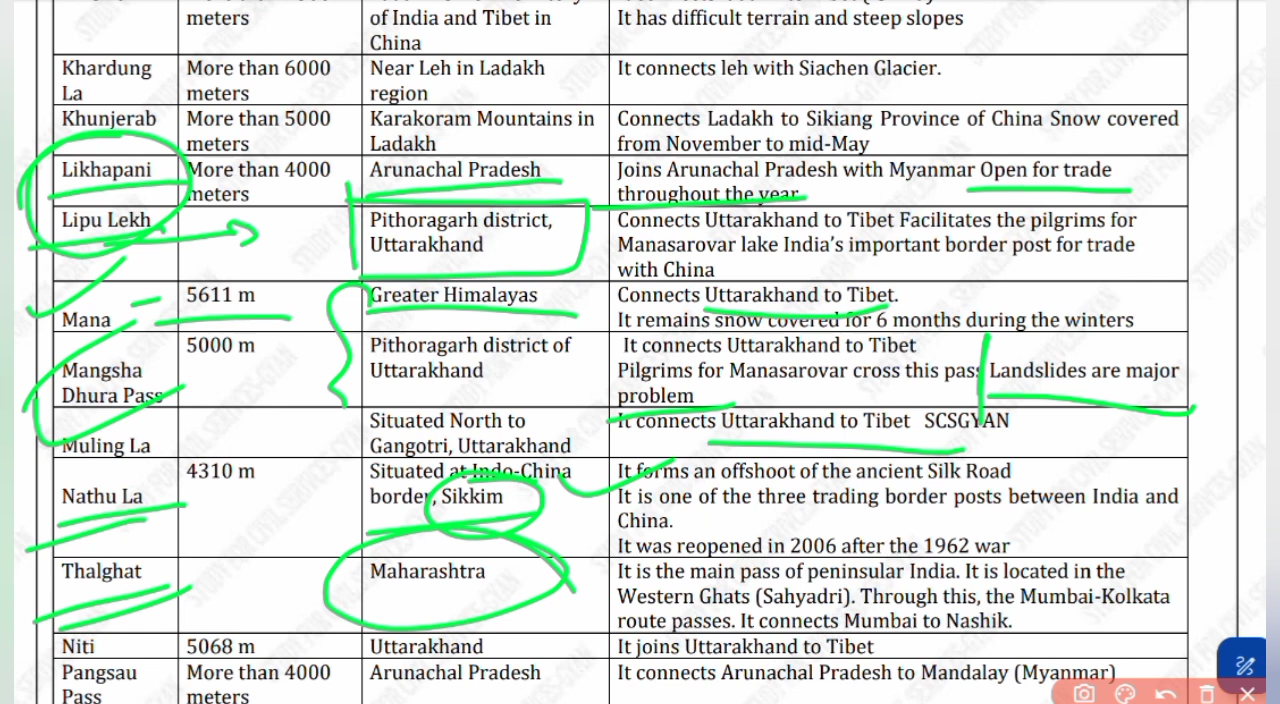 meters
of India and Tibet in
China
It has difficult terrain and steep slopes
Khardung
La
More than 6000
meters
Near Leh in Ladakh
region
It connects leh with Siachen Glacier.
Khunjerab
More than 5000
meters
Karakoram Mountains in
Ladakh
Connects Ladakh to Sikiang Province of China Snow covered
from November to mid-May
Likhapani
More than 4000
meters
Arunachal Pradesh
Joins Arunachal Pradesh with Myanmar Open for trade
throughout the year
Lipu Lekh
Pithoragarh district,
Uttarakhand
Connects Uttarakhand to Tibet Facilitates the pilgrims for
Manasarovar lake India's important border post for trade
with China
Mana
5611 m
Greater Himalayas
Connects Uttarakhand to Tibet.
It remains snow covered for 6 months during the winters
Mangsha
Dhura Pass
5000 m
Pithoragarh district of
Uttarakhand
It connects Uttarakhand to Tibet
Pilgrims for Manasarovar cross this pass Landslides are major
problem
Muling La
Situated North to
Gangotri, Uttarakhand
It connects Uttarakhand to Tibet SCSGYAN
Nathu La
4310 m
Situated at Indo-China
border, Sikkim
It forms an offshoot of the ancient Silk Road
It is one of the three trading border posts between India and
China.
It was reopened in 2006 after the 1962 war
Thalghat
Maharashtra
It is the main pass of peninsular India. It is located in the
Western Ghats (Sahyadri). Through this, the Mumbai-Kolkata
route passes. It connects Mumbai to Nashik.
Niti
5068 m
Uttarakhand
It joins Uttarakhand to Tibet
Pangsau
Pass
More than 4000
meters
Arunachal Pradesh
It connects Arunachal Pradesh to Mandalay (Myanmar)